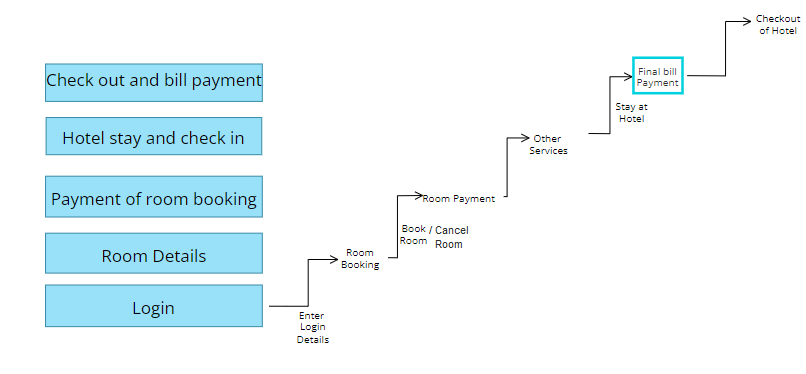 Check out and bill payment
Hotel stay and check in
Payment of room booking
Room Details
Login
Enter
Login
Details
Room
Booking
Book / Cancel
Room Room
Room Payment
Other
Services
Stay at
Hotel
Final bill
Payment
Checkout
of Hotel